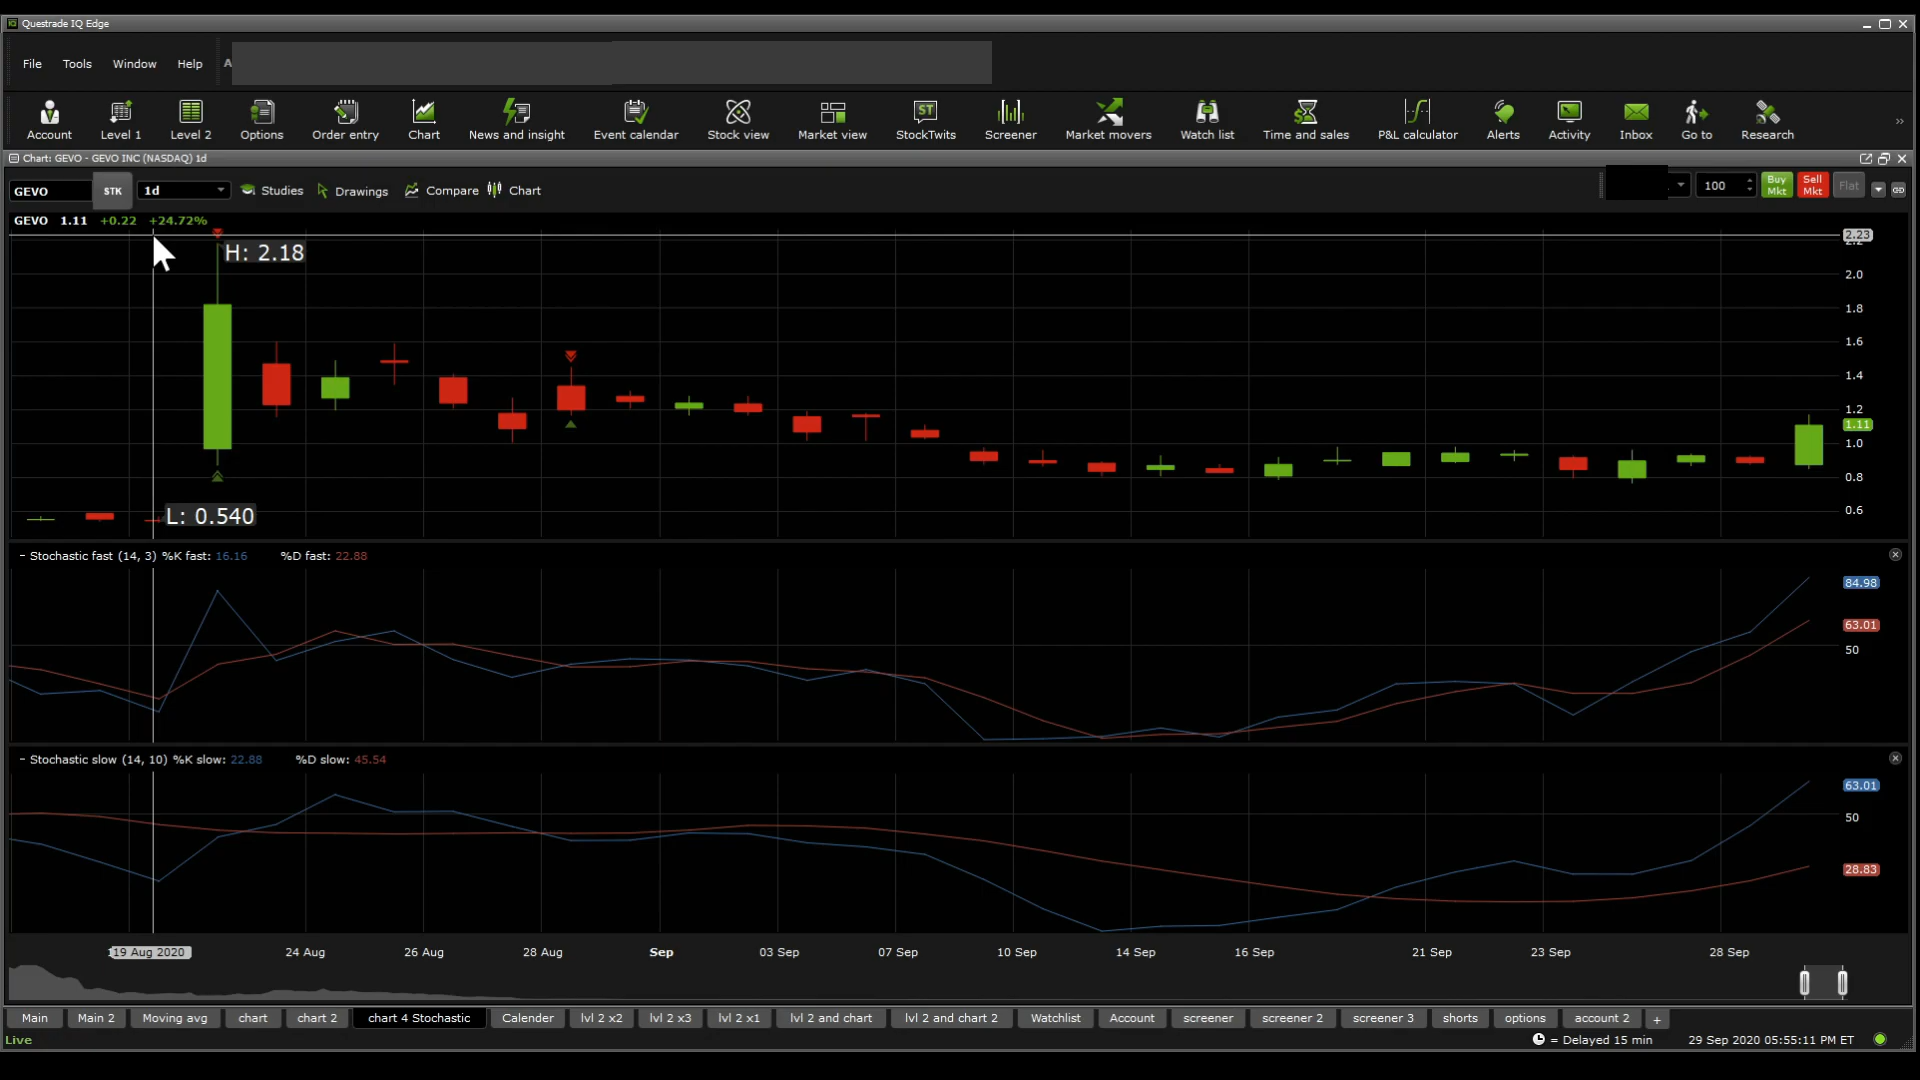 Questrade IQ Edge
File Tools Window Help A
Account Level 1 Level 2 Options Order entry Chart News and insight Event calendar Stock view Market view StockTwits Screener Market movers Watch list Time and sales P&L calculator Alerts Activity Inbox Go to Research
Chart: GEVO - GEVO INC (NASDAQ) 1d
GEVO STK 1d Studies Drawings Compare Chart 100 Buy Mkt Sell Mkt Flat
GEVO 1.11 +0.22 +24.72%
2.23
H: 2.18
2.0
1.8
1.6
1.4
1.2
1.11
1.0
0.8
0.6
L: 0.540
- Stochastic fast (14, 3) %K fast: 16.16 %D fast: 22.88
84.98
63.01
50
- Stochastic slow (14, 10) %K slow: 22.88 %D slow: 45.54
63.01
50
28.83
19 Aug 2020 24 Aug 26 Aug 28 Aug Sep 03 Sep 07 Sep 10 Sep 14 Sep 16 Sep 21 Sep 23 Sep 28 Sep
Main Main 2 Moving avg chart chart 2 chart 4 Stochastic Calender lvl 2 x2 lvl 2 x3 lvl 2 x1 lvl 2 and chart lvl 2 and chart 2 Watchlist Account screener screener 2 screener 3 shorts options account 2 +
Live = Delayed 15 min 29 Sep 2020 05:55:11 PM ET